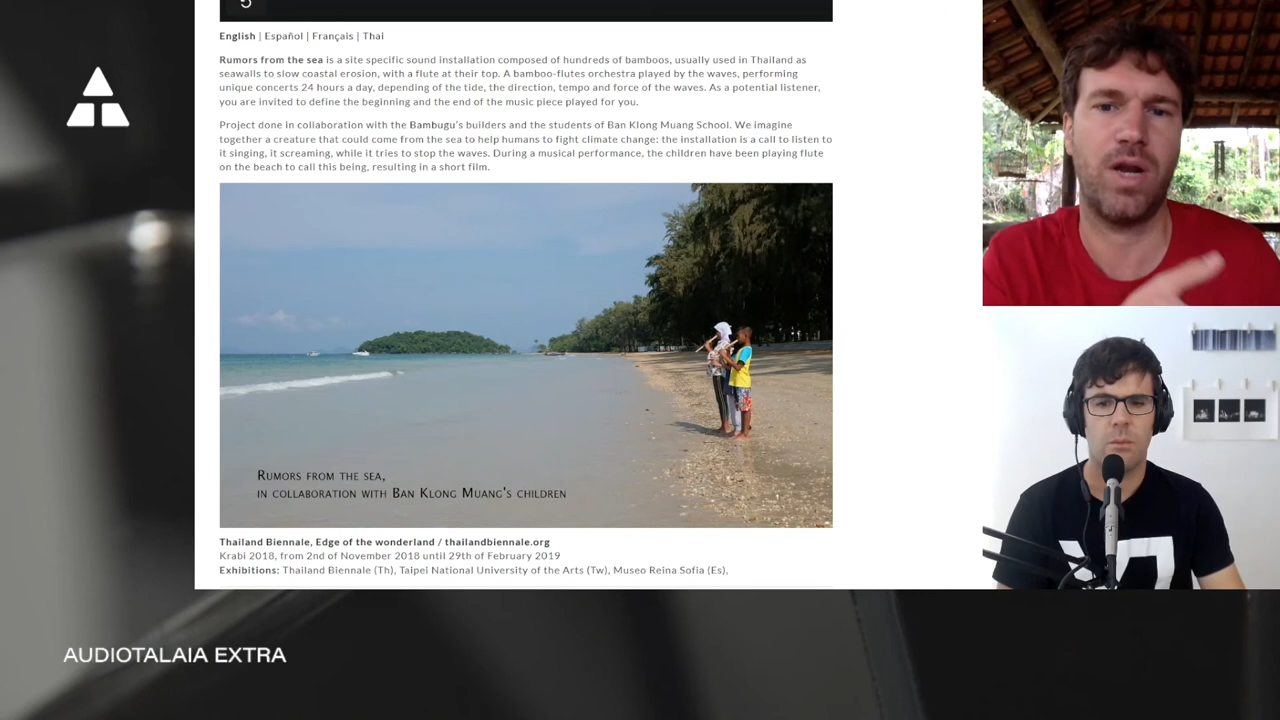 5
English | Español | Français | Thai
Rumors from the sea is a site specific sound installation composed of hundreds of bamboos, usually used in Thailand as
seawalls to slow coastal erosion, with a flute at their top. A bamboo-flutes orchestra played by the waves, performing
unique concerts 24 hours a day, depending of the tide, the direction, tempo and force of the waves. As a potential listener,
you are invited to define the beginning and the end of the music piece played for you.
Project done in collaboration with the Bambugu's builders and the students of Ban Klong Muang School. We imagine
together a creature that could come from the sea to help humans to fight climate change: the installation is a call to listen to
it singing, it screaming, while it tries to stop the waves. During a musical performance, the children have been playing flute
on the beach to call this being, resulting in a short film.
Rumors from the sea,
in collaboration with Ban Klong Muang's children
Thailand Biennale, Edge of the wonderland / thailandbiennale.org
Krabi 2018, from 2nd of November 2018 until 29th of February 2019
Exhibitions: Thailand Biennale (Th), Taipei National University of the Arts (Tw), Museo Reina Sofia (Es),
AUDIOTALAIA EXTRA